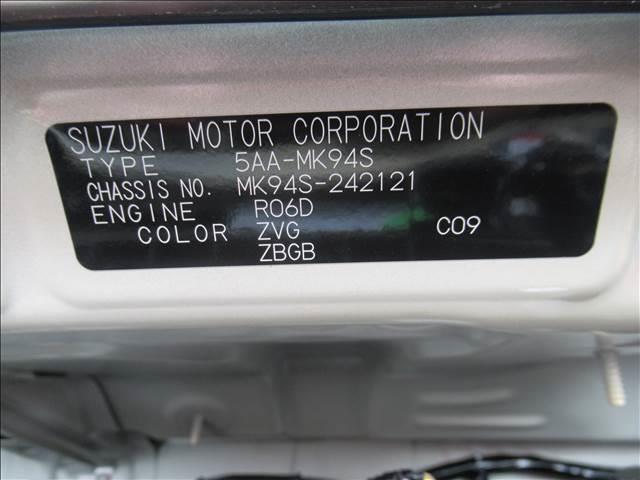 SUZUKI MOTOR CORPORATION
TYPE 5AA-MK94S
CHASSIS NO. MK94S-242121
ENGINE R06D
COLOR ZVG C09
ZBGB